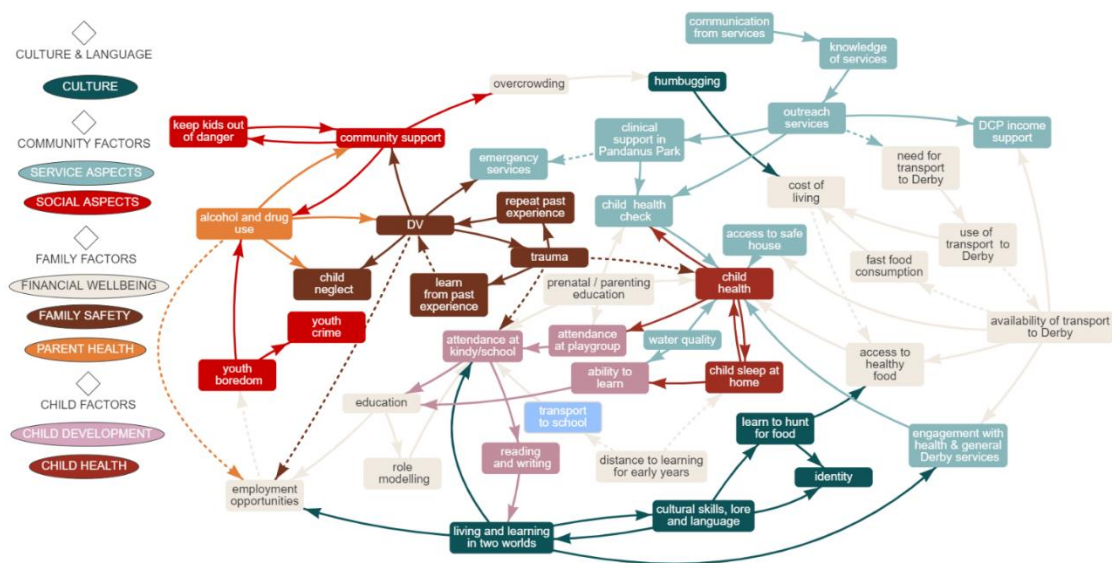 CULTURE & LANGUAGE
CULTURE
COMMUNITY FACTORS
SERVICE ASPECTS
SOCIAL ASPECTS
FAMILY FACTORS
FINANCIAL WELLBEING
FAMILY SAFETY
PARENT HEALTH
CHILD FACTORS
CHILD DEVELOPMENT
CHILD HEALTH
communication
from services
knowledge
of services
overcrowding
humbugging
keep kids out
of danger
community support
clinical
support in
Pandanus Park
outreach
services
DCP income
support
emergency
services
need for
transport
to Derby
cost of
living
repeat past
experience
child health
check
alcohol and drug
use
DV
access to safe
house
use of
transport to
Derby
trauma
fast food
consumption
child
neglect
learn
from past
experience
prenatal / parenting
education
child
health
availability of transport
to Derby
youth
crime
attendance at
kindy/school
attendance
at playgroup
water quality
access to
healthy
food
youth
boredom
ability to
learn
child sleep at
home
education
transport
to school
learn to hunt
for food
engagement with
health & general
Derby services
reading
and writing
distance to learning
for early years
role
modelling
identity
employment
opportunities
cultural skills, lore
and language
living and learning
in two worlds